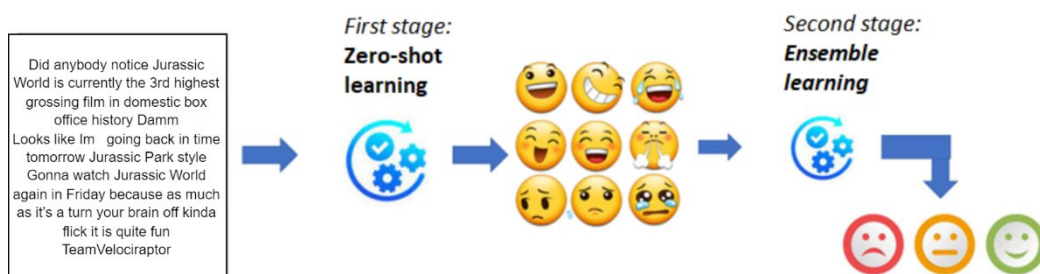 Did anybody notice Jurassic
World is currently the 3rd highest
grossing film in domestic box
office history Damm
Looks like Im going back in time
tomorrow Jurassic Park style
Gonna watch Jurassic World
again in Friday because as much
as it's a turn your brain off kinda
flick it is quite fun
TeamVelociraptor
First stage:
Zero-shot
learning
Second stage:
Ensemble
learning